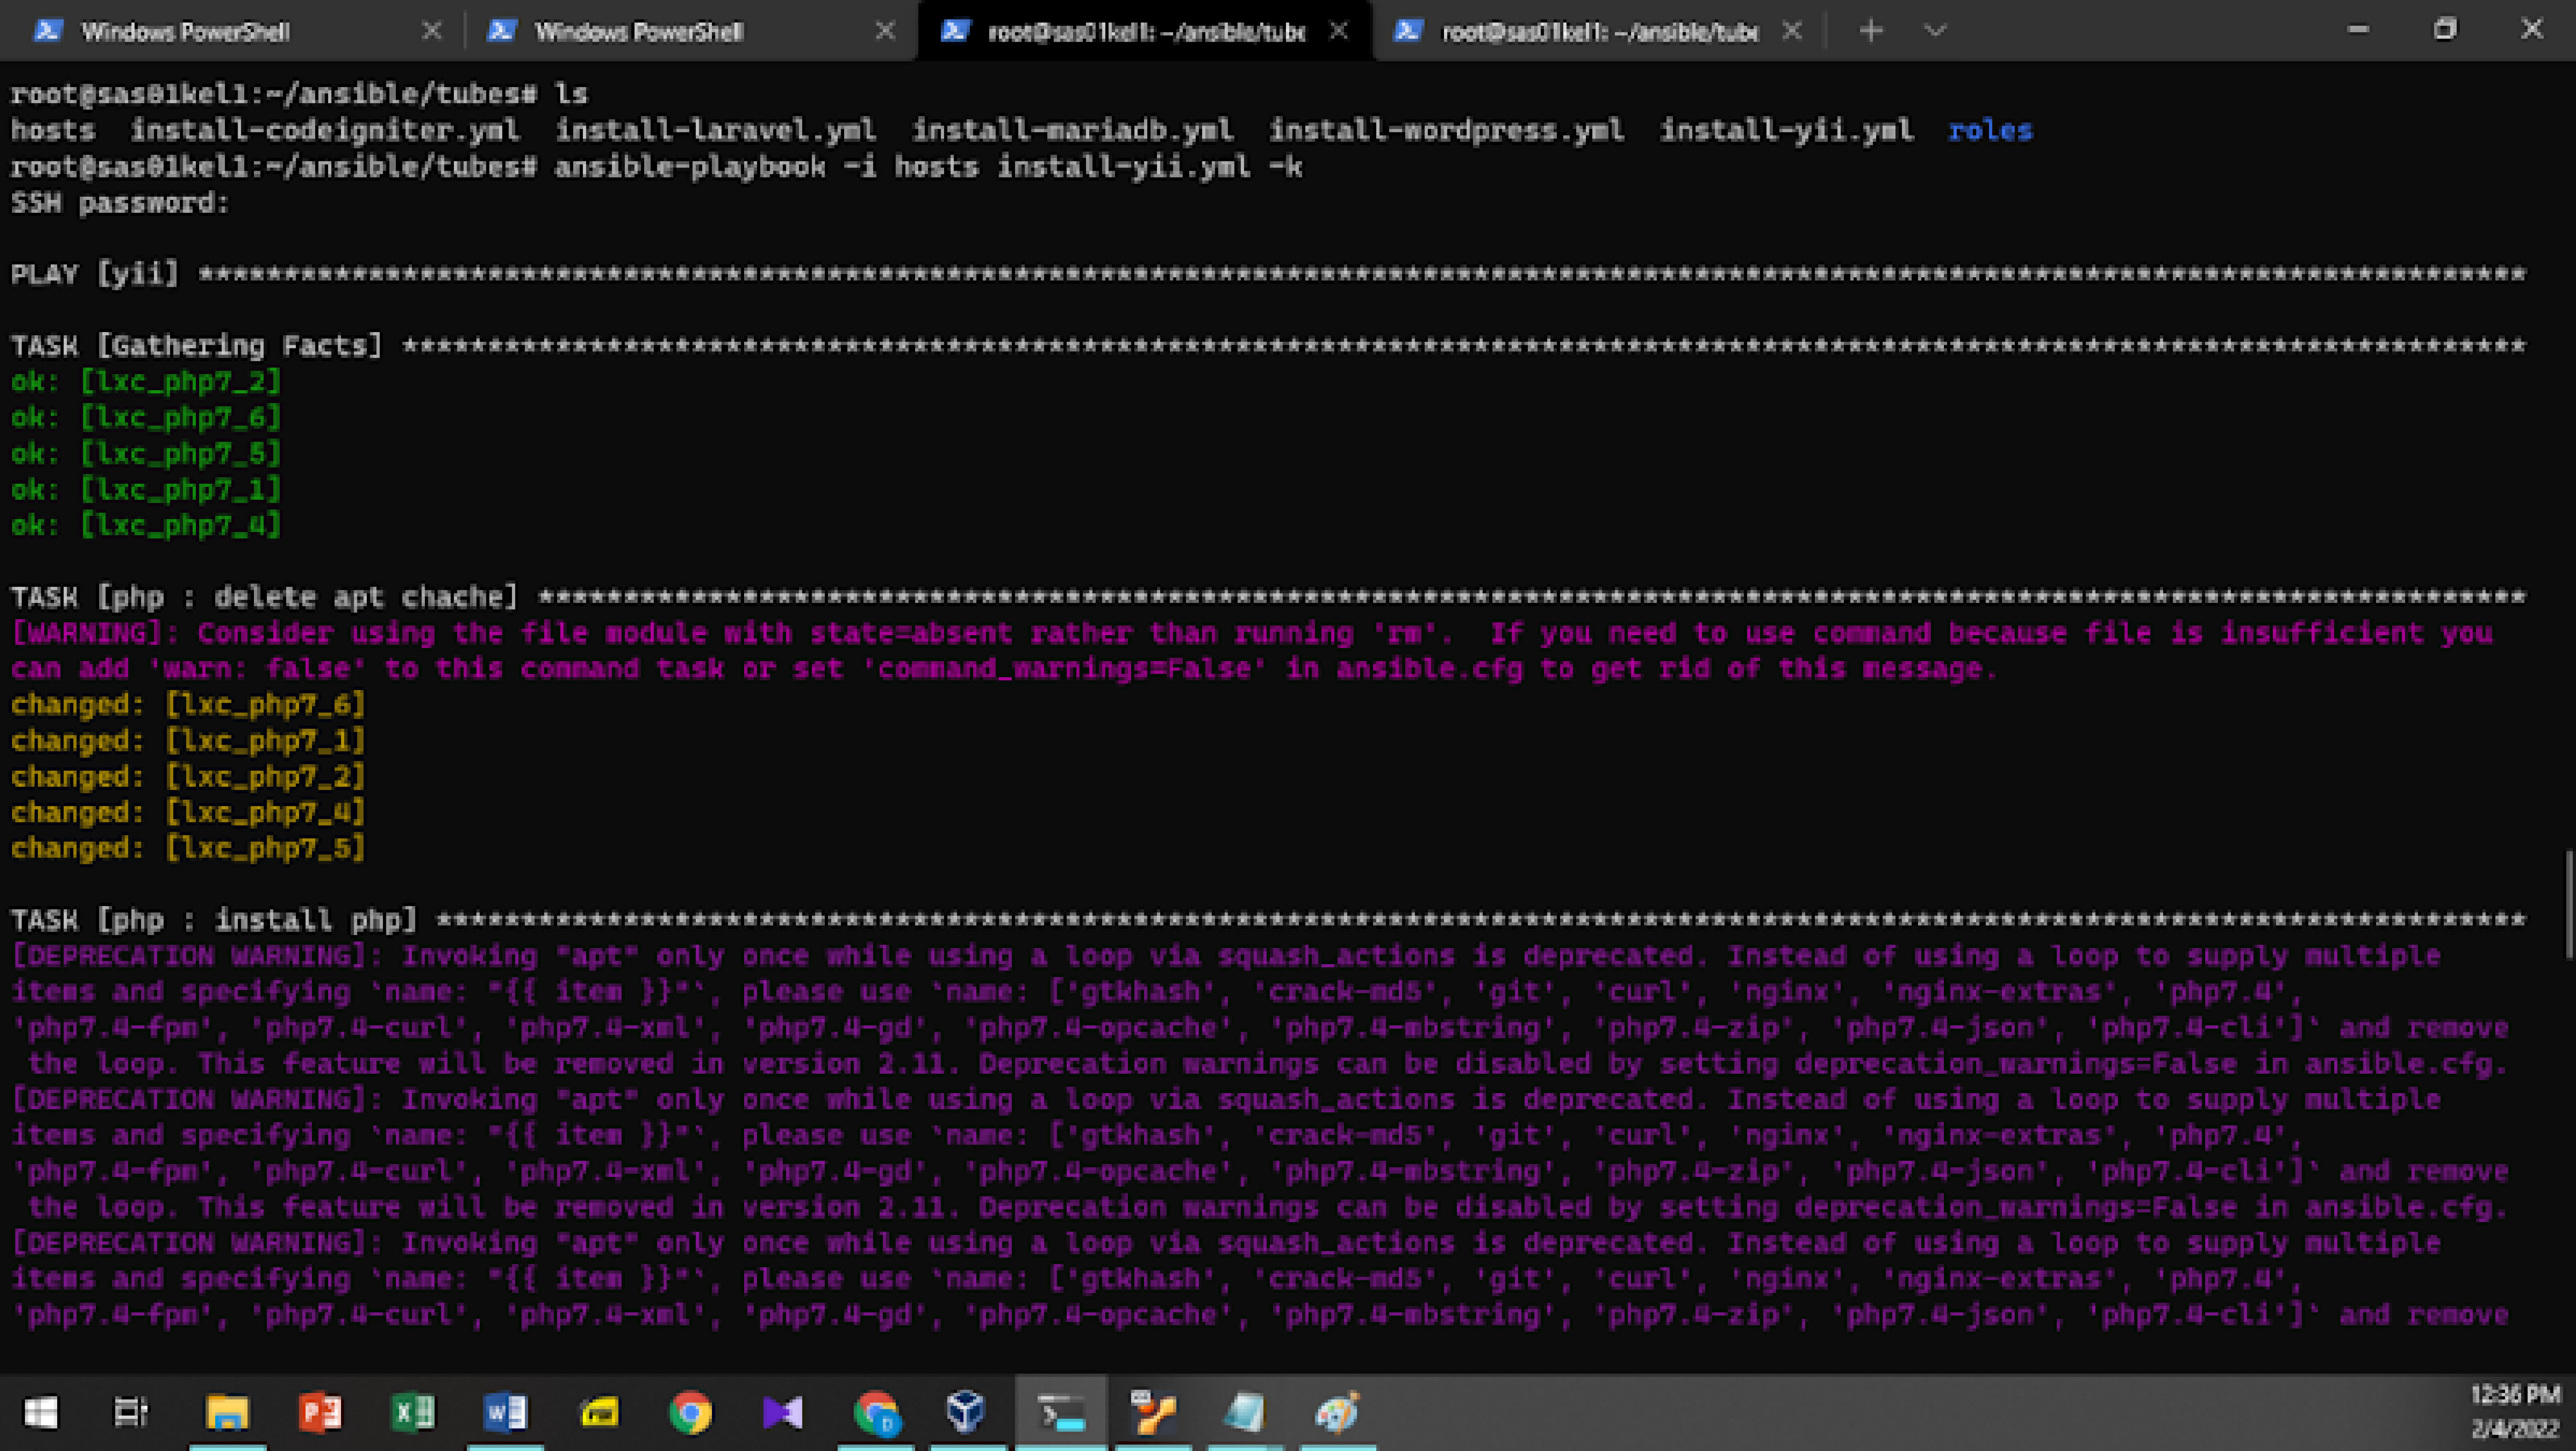 Windows PowerShell
Windows PowerShell
root@sas01kel1: ~/ansible/tube
root@sas01kel1: ~/ansible/tube
root@sas01kel1:~/ansible/tubes# ls
hosts  install-codeigniter.yml  install-laravel.yml  install-mariadb.yml  install-wordpress.yml  install-yii.yml  roles
root@sas01kel1:~/ansible/tubes# ansible-playbook -i hosts install-yii.yml -k
SSH password:
PLAY [yii] *****************************************************************************************************************************************
TASK [Gathering Facts] *****************************************************************************************************************************
ok: [lxc_php7_2]
ok: [lxc_php7_6]
ok: [lxc_php7_5]
ok: [lxc_php7_1]
ok: [lxc_php7_4]
TASK [php : delete apt chache] *********************************************************************************************************************
[WARNING]: Consider using the file module with state=absent rather than running 'rm'.  If you need to use command because file is insufficient you
can add 'warn: false' to this command task or set 'command_warnings=False' in ansible.cfg to get rid of this message.
changed: [lxc_php7_6]
changed: [lxc_php7_1]
changed: [lxc_php7_2]
changed: [lxc_php7_4]
changed: [lxc_php7_5]
TASK [php : install php] ***************************************************************************************************************************
[DEPRECATION WARNING]: Invoking "apt" only once while using a loop via squash_actions is deprecated. Instead of using a loop to supply multiple
items and specifying `name: "{{ item }}"`, please use `name: ['gtkhash', 'crack-md5', 'git', 'curl', 'nginx', 'nginx-extras', 'php7.4',
'php7.4-fpm', 'php7.4-curl', 'php7.4-xml', 'php7.4-gd', 'php7.4-opcache', 'php7.4-mbstring', 'php7.4-zip', 'php7.4-json', 'php7.4-cli']` and remove
the loop. This feature will be removed in version 2.11. Deprecation warnings can be disabled by setting deprecation_warnings=False in ansible.cfg.
[DEPRECATION WARNING]: Invoking "apt" only once while using a loop via squash_actions is deprecated. Instead of using a loop to supply multiple
items and specifying `name: "{{ item }}"`, please use `name: ['gtkhash', 'crack-md5', 'git', 'curl', 'nginx', 'nginx-extras', 'php7.4',
'php7.4-fpm', 'php7.4-curl', 'php7.4-xml', 'php7.4-gd', 'php7.4-opcache', 'php7.4-mbstring', 'php7.4-zip', 'php7.4-json', 'php7.4-cli']` and remove
the loop. This feature will be removed in version 2.11. Deprecation warnings can be disabled by setting deprecation_warnings=False in ansible.cfg.
[DEPRECATION WARNING]: Invoking "apt" only once while using a loop via squash_actions is deprecated. Instead of using a loop to supply multiple
items and specifying `name: "{{ item }}"`, please use `name: ['gtkhash', 'crack-md5', 'git', 'curl', 'nginx', 'nginx-extras', 'php7.4',
'php7.4-fpm', 'php7.4-curl', 'php7.4-xml', 'php7.4-gd', 'php7.4-opcache', 'php7.4-mbstring', 'php7.4-zip', 'php7.4-json', 'php7.4-cli']` and remove
12:36 PM
2/4/2022